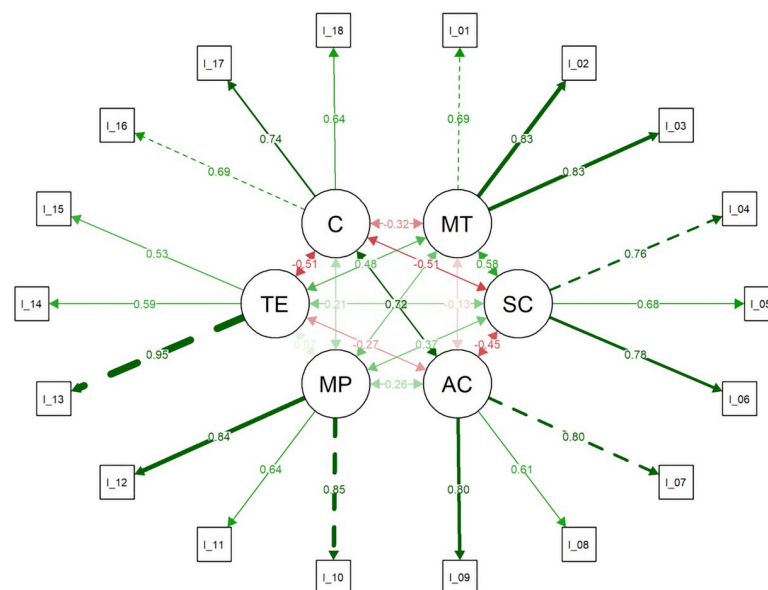 I_18 I_01
I_17 I_02
I_16 0.74 0.64 0.69 0.83 I_03
0.69 0.83
I_15 I_04
C -0.32 MT
0.53 0.76
-0.51 0.48 -0.51 0.58
I_14 0.59 TE 0.21 0.72 -0.13 SC 0.68 I_05
0.95 -0.27 0.37 -0.45 0.78
I_13 MP 0.26 AC I_06
0.84 0.80
I_12 0.64 0.85 0.80 0.61 I_07
I_11 I_08
I_10 I_09